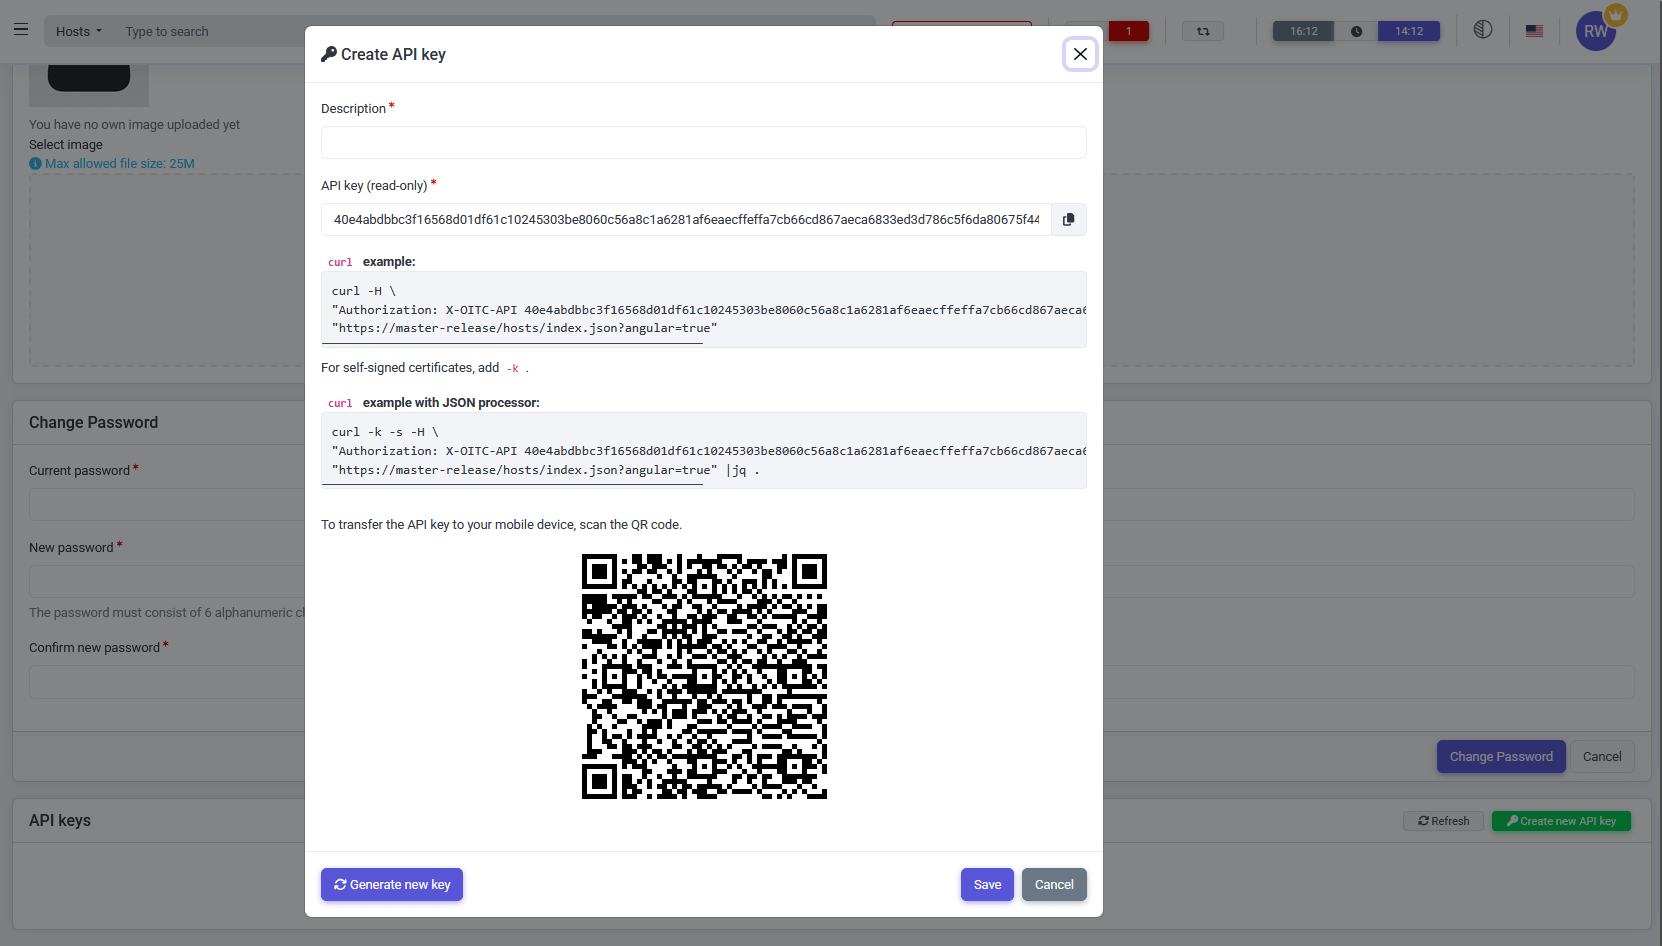 Hosts
Type to search
1
16:12
14:12
RW
You have no own image uploaded yet
Select image
Max allowed file size: 25M
Change Password
Current password *
New password *
The password must consist of 6 alphanumeric
Confirm new password *
Change Password
Cancel
API keys
Refresh
Create new API key
Create API key
Description *
API key (read-only) *
40e4abdbbc3f16568d01df61c10245303be8060c56a8c1a6281af6eaecffeffa7cb66cd867aeca6833ed3d786c5f6da80675f44
curl example:
curl -H \
"Authorization: X-OITC-API 40e4abdbbc3f16568d01df61c10245303be8060c56a8c1a6281af6eaecffeffa7cb66cd867aeca6
"https://master-release/hosts/index.json?angular=true"
For self-signed certificates, add -k .
curl example with JSON processor:
curl -k -s -H \
"Authorization: X-OITC-API 40e4abdbbc3f16568d01df61c10245303be8060c56a8c1a6281af6eaecffeffa7cb66cd867aeca6
"https://master-release/hosts/index.json?angular=true" |jq .
To transfer the API key to your mobile device, scan the QR code.
Generate new key
Save
Cancel